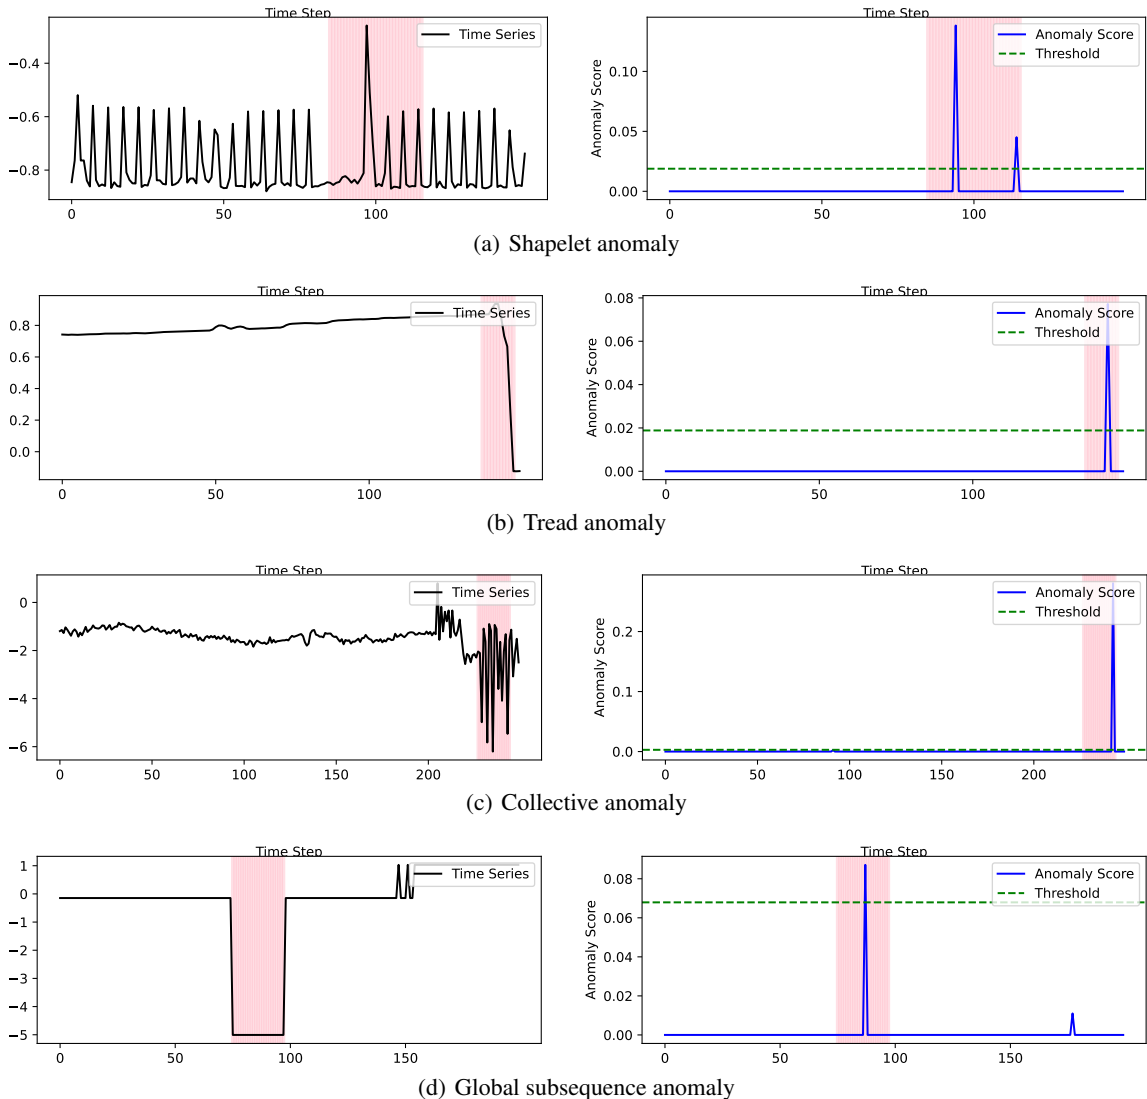 Time Step Time Step
−0.4 Time Series 0.10 Anomaly Score
Threshold
−0.6 0.05
−0.8 0.00
Anomaly Score
0 50 100 0 50 100
(a) Shapelet anomaly
Time Step Time Step
0.8 Time Series 0.08 Anomaly Score
0.6 0.06 Threshold
0.4 0.04
0.2 0.02
0.0 0.00
Anomaly Score
0 50 100 0 50 100
(b) Tread anomaly
Time Step Time Step
0 Time Series Anomaly Score
−2 0.2 Threshold
−4 0.1
−6 0.0
Anomaly Score
0 50 100 150 200 0 50 100 150 200
(c) Collective anomaly
Time Step Time Step
1 Time Series 0.08 Anomaly Score
0 Threshold
−1 0.06
−2 0.04
−3
−4 0.02
−5 0.00
Anomaly Score
0 50 100 150 0 50 100 150
(d) Global subsequence anomaly